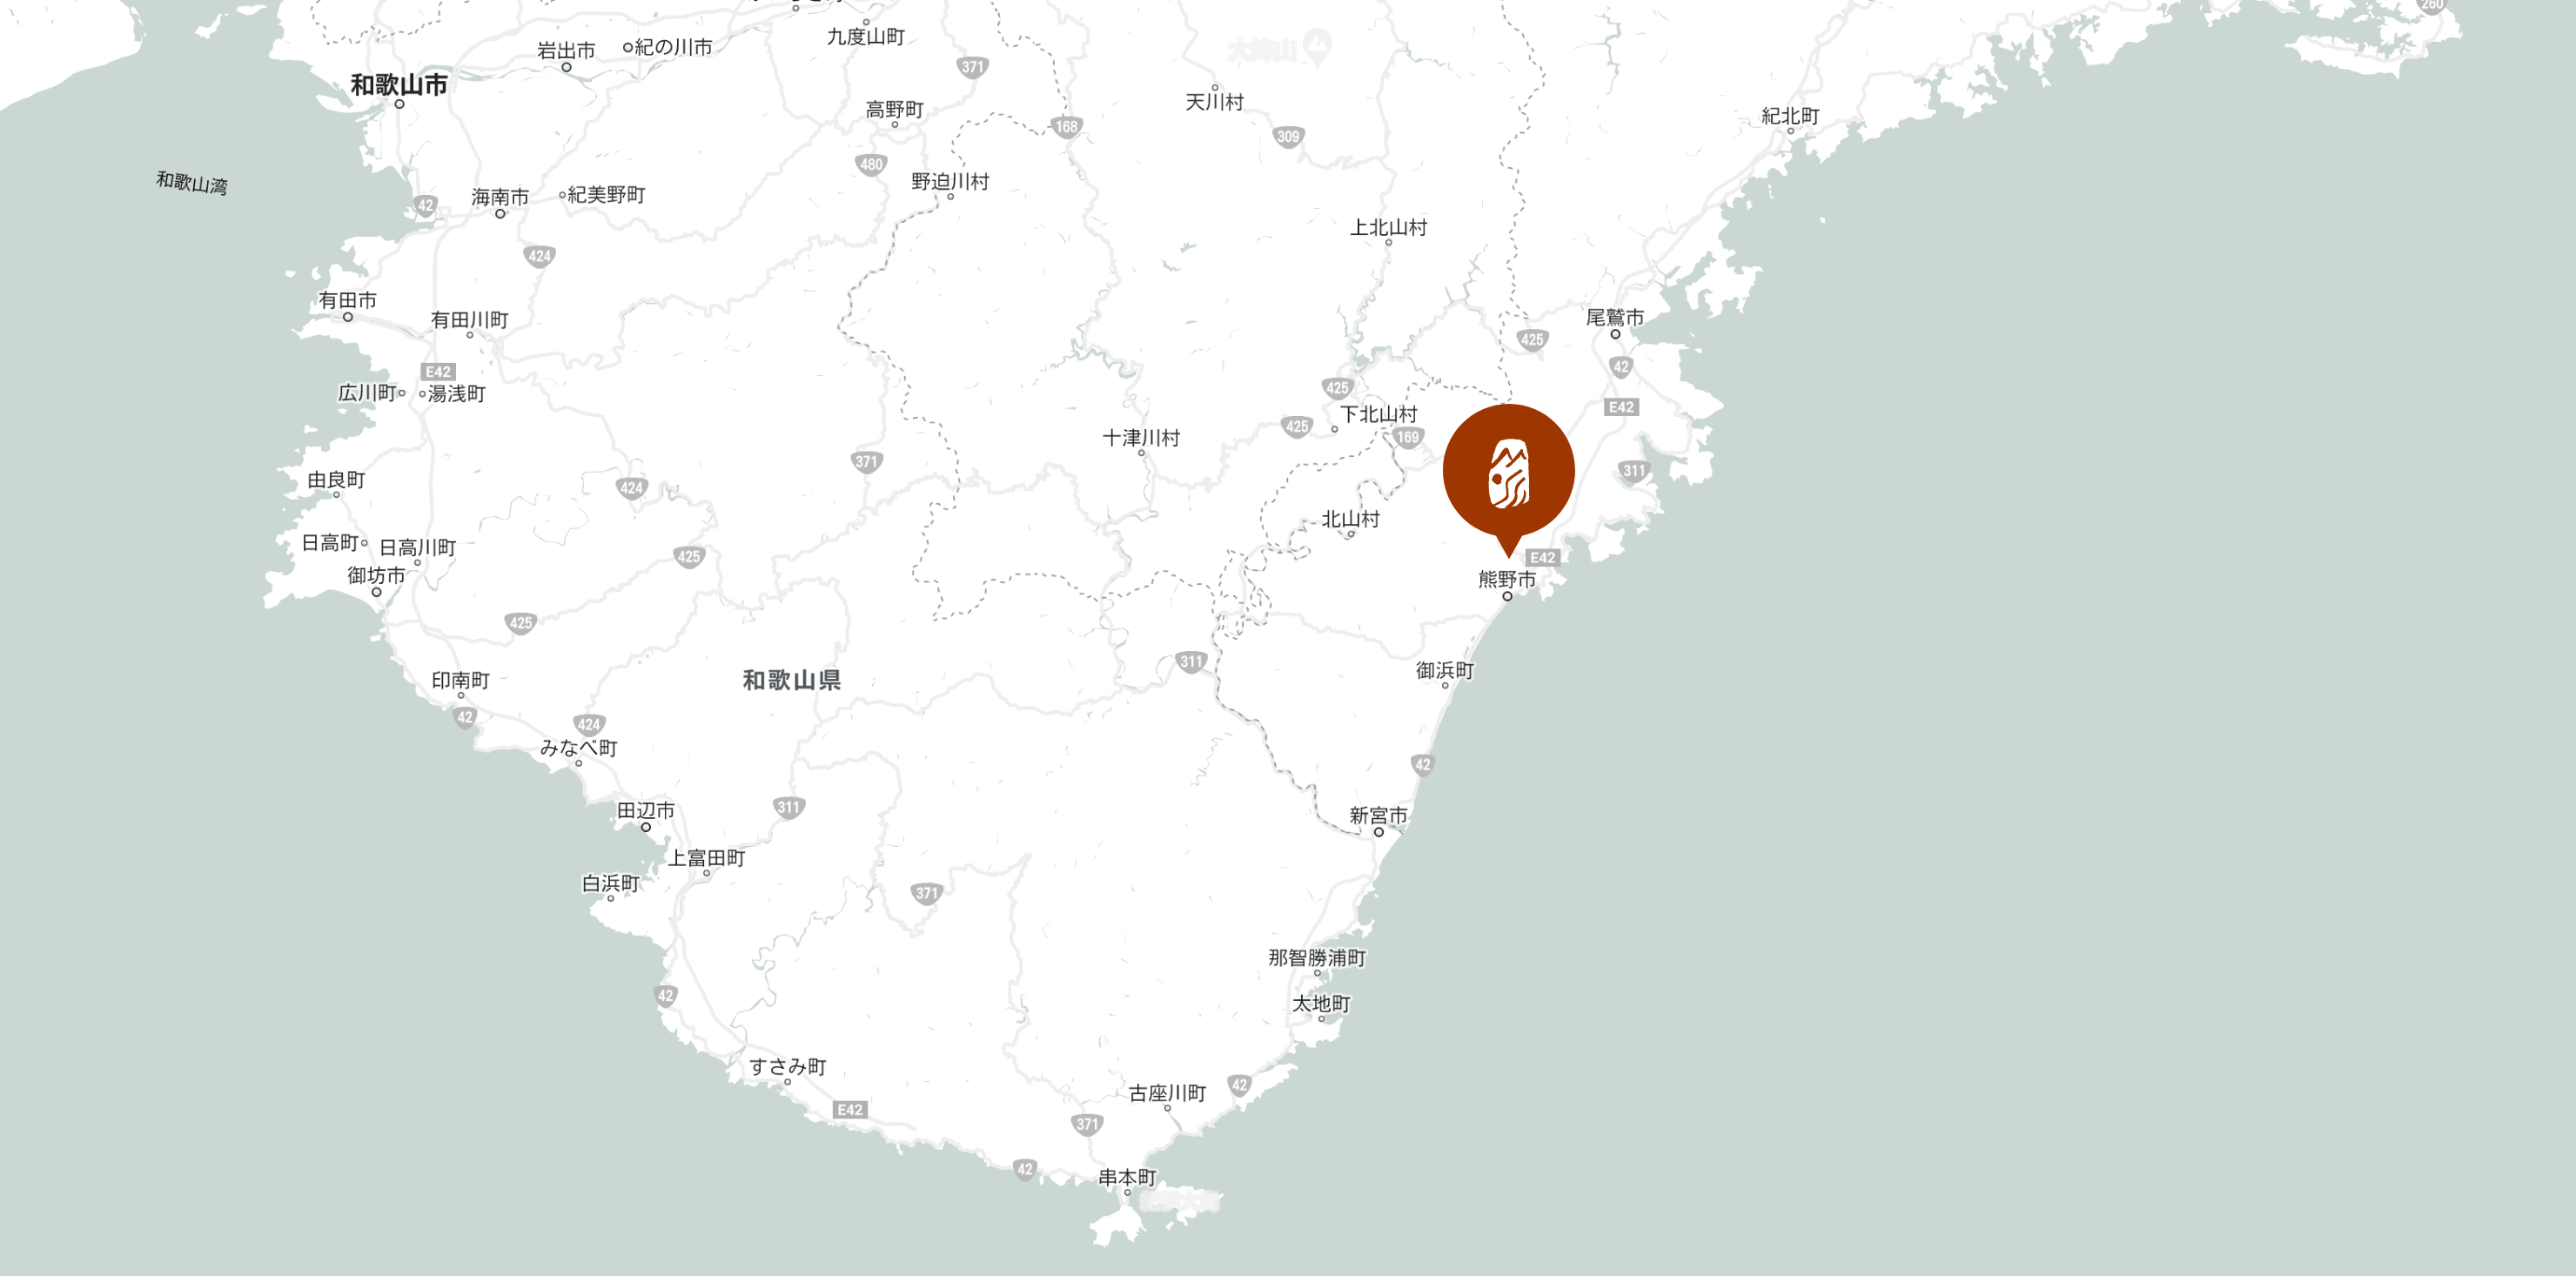 260
九度山町
岩出市
紀の川市
大峰山
371
和歌山市
天川村
高野町
紀北町
168
309
480
和歌山湾
野迫川村
海南市
紀美野町
42
上北山村
424
有田市
有田川町
尾鷲市
425
42
E42
広川町
湯浅町
425
E42
下北山村
425
十津川村
169
371
311
由良町
424
北山村
日高町
日高川町
425
E42
御坊市
熊野市
425
311
御浜町
印南町
和歌山県
42
424
みなべ町
42
311
田辺市
新宮市
上富田町
白浜町
371
那智勝浦町
42
太地町
すさみ町
42
古座川町
E42
371
42
串本町